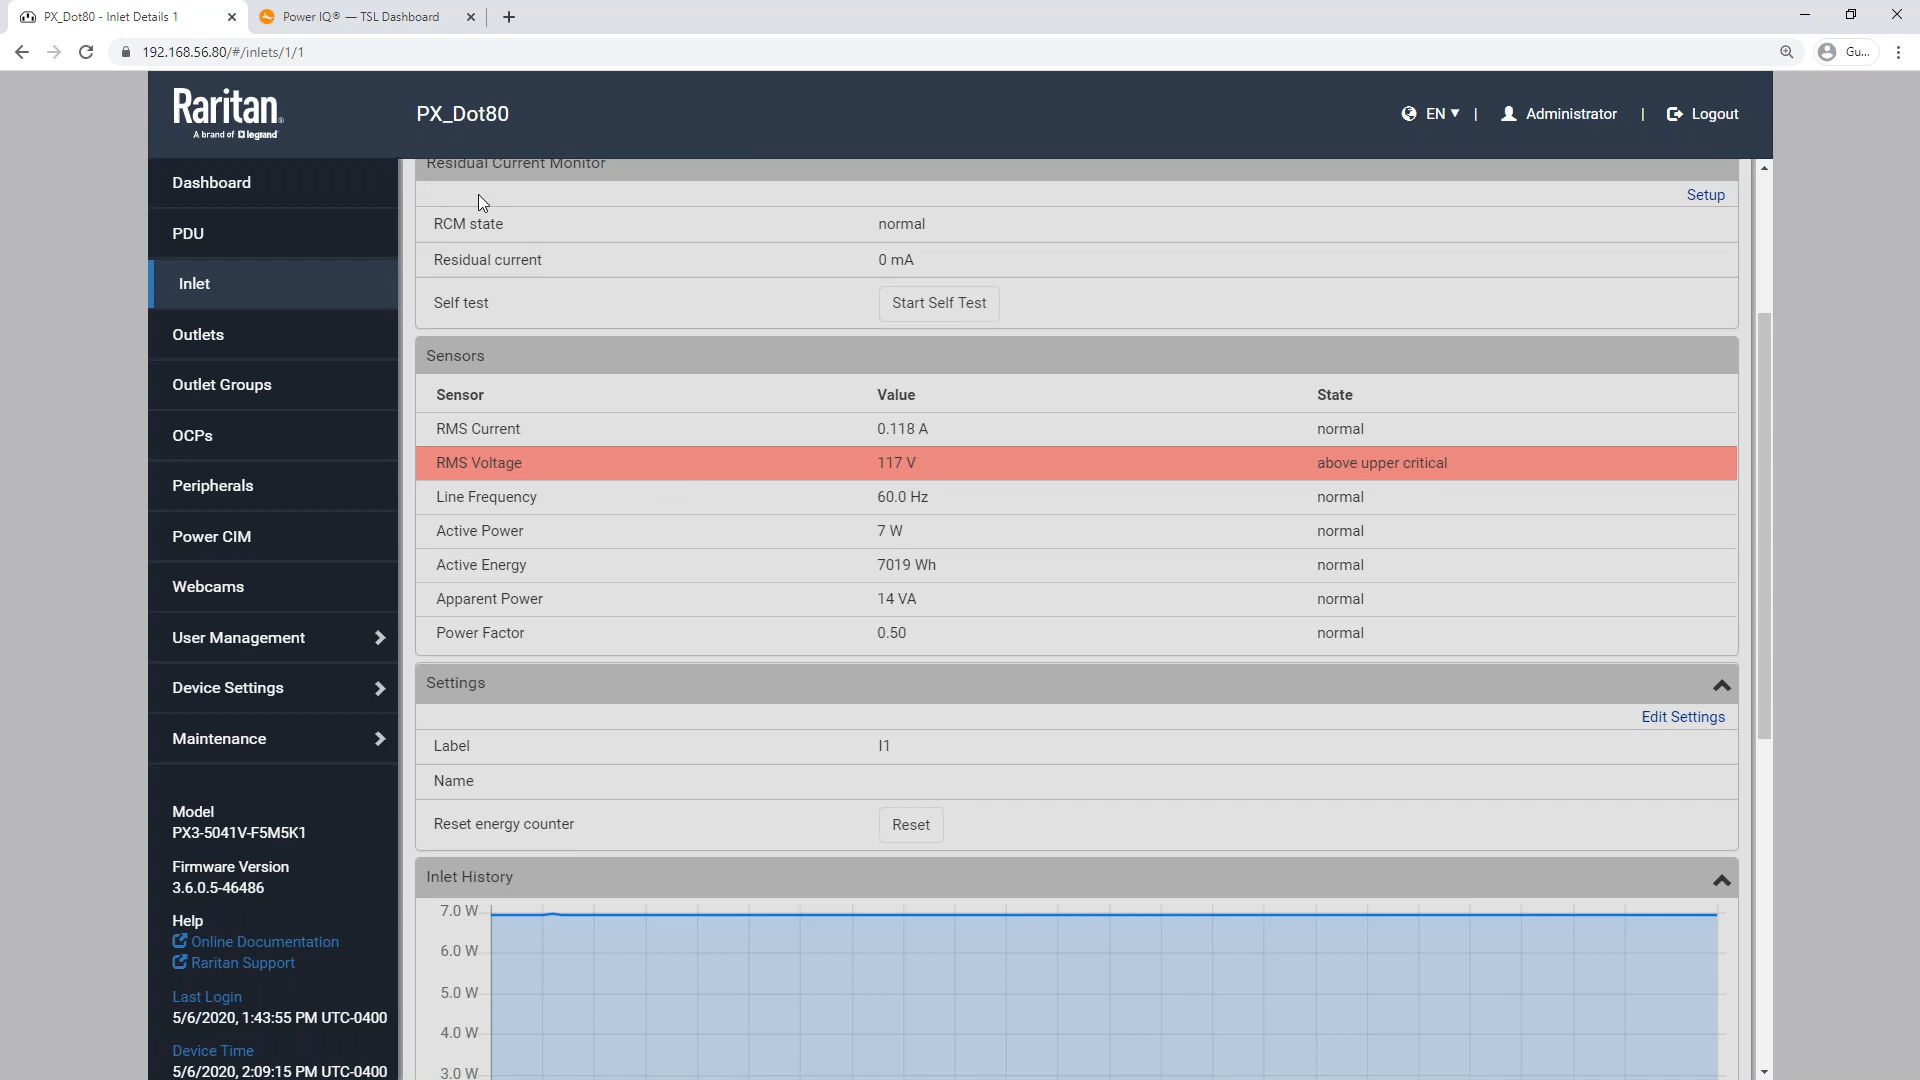 PX_Dot80 - Inlet Details 1
Power IQ® — TSL Dashboard
192.168.56.80/#/inlets/1/1
Gu...
Raritan.
A brand of legrand
PX_Dot80
EN
|
Administrator
|
Logout
Dashboard
PDU
Inlet
Outlets
Outlet Groups
OCPs
Peripherals
Power CIM
Webcams
User Management
Device Settings
Maintenance
Model
PX3-5041V-F5M5K1
Firmware Version
3.6.0.5-46486
Help
Online Documentation
Raritan Support
Last Login
5/6/2020, 1:43:55 PM UTC-0400
Device Time
5/6/2020, 2:09:15 PM UTC-0400
Residual Current Monitor
Setup
RCM state normal
Residual current 0 mA
Self test Start Self Test
Sensors
Sensor Value State
RMS Current 0.118 A normal
RMS Voltage 117 V above upper critical
Line Frequency 60.0 Hz normal
Active Power 7 W normal
Active Energy 7019 Wh normal
Apparent Power 14 VA normal
Power Factor 0.50 normal
Settings
Edit Settings
Label I1
Name
Reset energy counter Reset
Inlet History
7.0 W
6.0 W
5.0 W
4.0 W
3.0 W